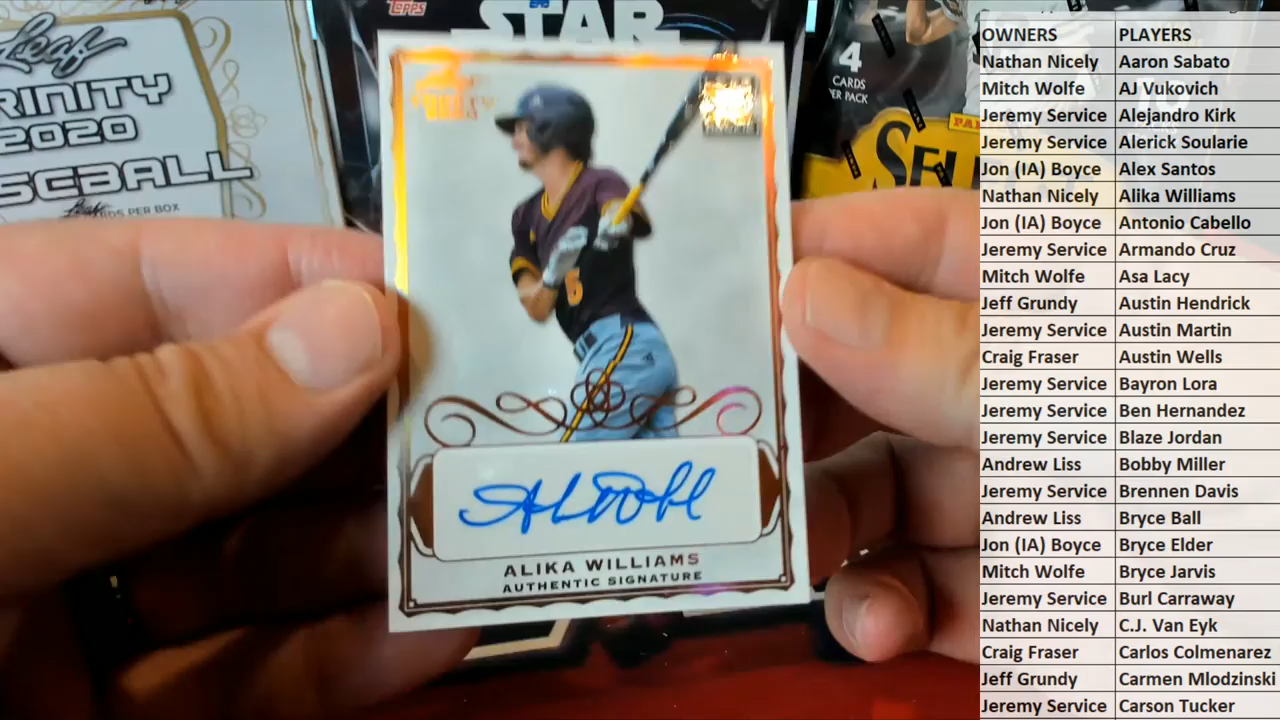 Leaf
TRINITY
2020
BASEBALL
Leaf
CARDS PER BOX
TOPPS
STAR
4
CARDS
PER PACK
SELE
6
ALIKA WILLIAMS
AUTHENTIC SIGNATURE
OWNERS PLAYERS
Nathan Nicely Aaron Sabato
Mitch Wolfe AJ Vukovich
Jeremy Service Alejandro Kirk
Jeremy Service Alerick Soularie
Jon (IA) Boyce Alex Santos
Nathan Nicely Alika Williams
Jon (IA) Boyce Antonio Cabello
Jeremy Service Armando Cruz
Mitch Wolfe Asa Lacy
Jeff Grundy Austin Hendrick
Jeremy Service Austin Martin
Craig Fraser Austin Wells
Jeremy Service Bayron Lora
Jeremy Service Ben Hernandez
Jeremy Service Blaze Jordan
Andrew Liss Bobby Miller
Jeremy Service Brennen Davis
Andrew Liss Bryce Ball
Jon (IA) Boyce Bryce Elder
Mitch Wolfe Bryce Jarvis
Jeremy Service Burl Carraway
Nathan Nicely C.J. Van Eyk
Craig Fraser Carlos Colmenarez
Jeff Grundy Carmen Mlodzinski
Jeremy Service Carson Tucker